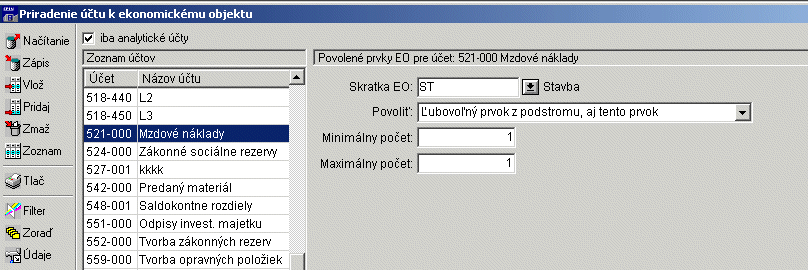 Priradenie účtu k ekonomickému objektu
Načítanie
Zápis
Vlož
Pridaj
Zmaž
Zoznam
Tlač
Filter
Zoraď
Údaje
iba analytické účty
Zoznam účtov
Účet Názov účtu
518-440 L2
518-450 L3
521-000 Mzdové náklady
524-000 Zákonné sociálne rezervy
527-001 kkkk
542-000 Predaný materiál
548-001 Saldokontne rozdiely
551-000 Odpisy invest. majetku
552-000 Tvorba zákonných rezerv
559-000 Tvorba opravných položiek
Povolené prvky EO pre účet: 521-000 Mzdové náklady
Skratka EO: ST Stavba
Povoliť: Ľubovoľný prvok z podstromu, aj tento prvok
Minimálny počet: 1
Maximálny počet: 1